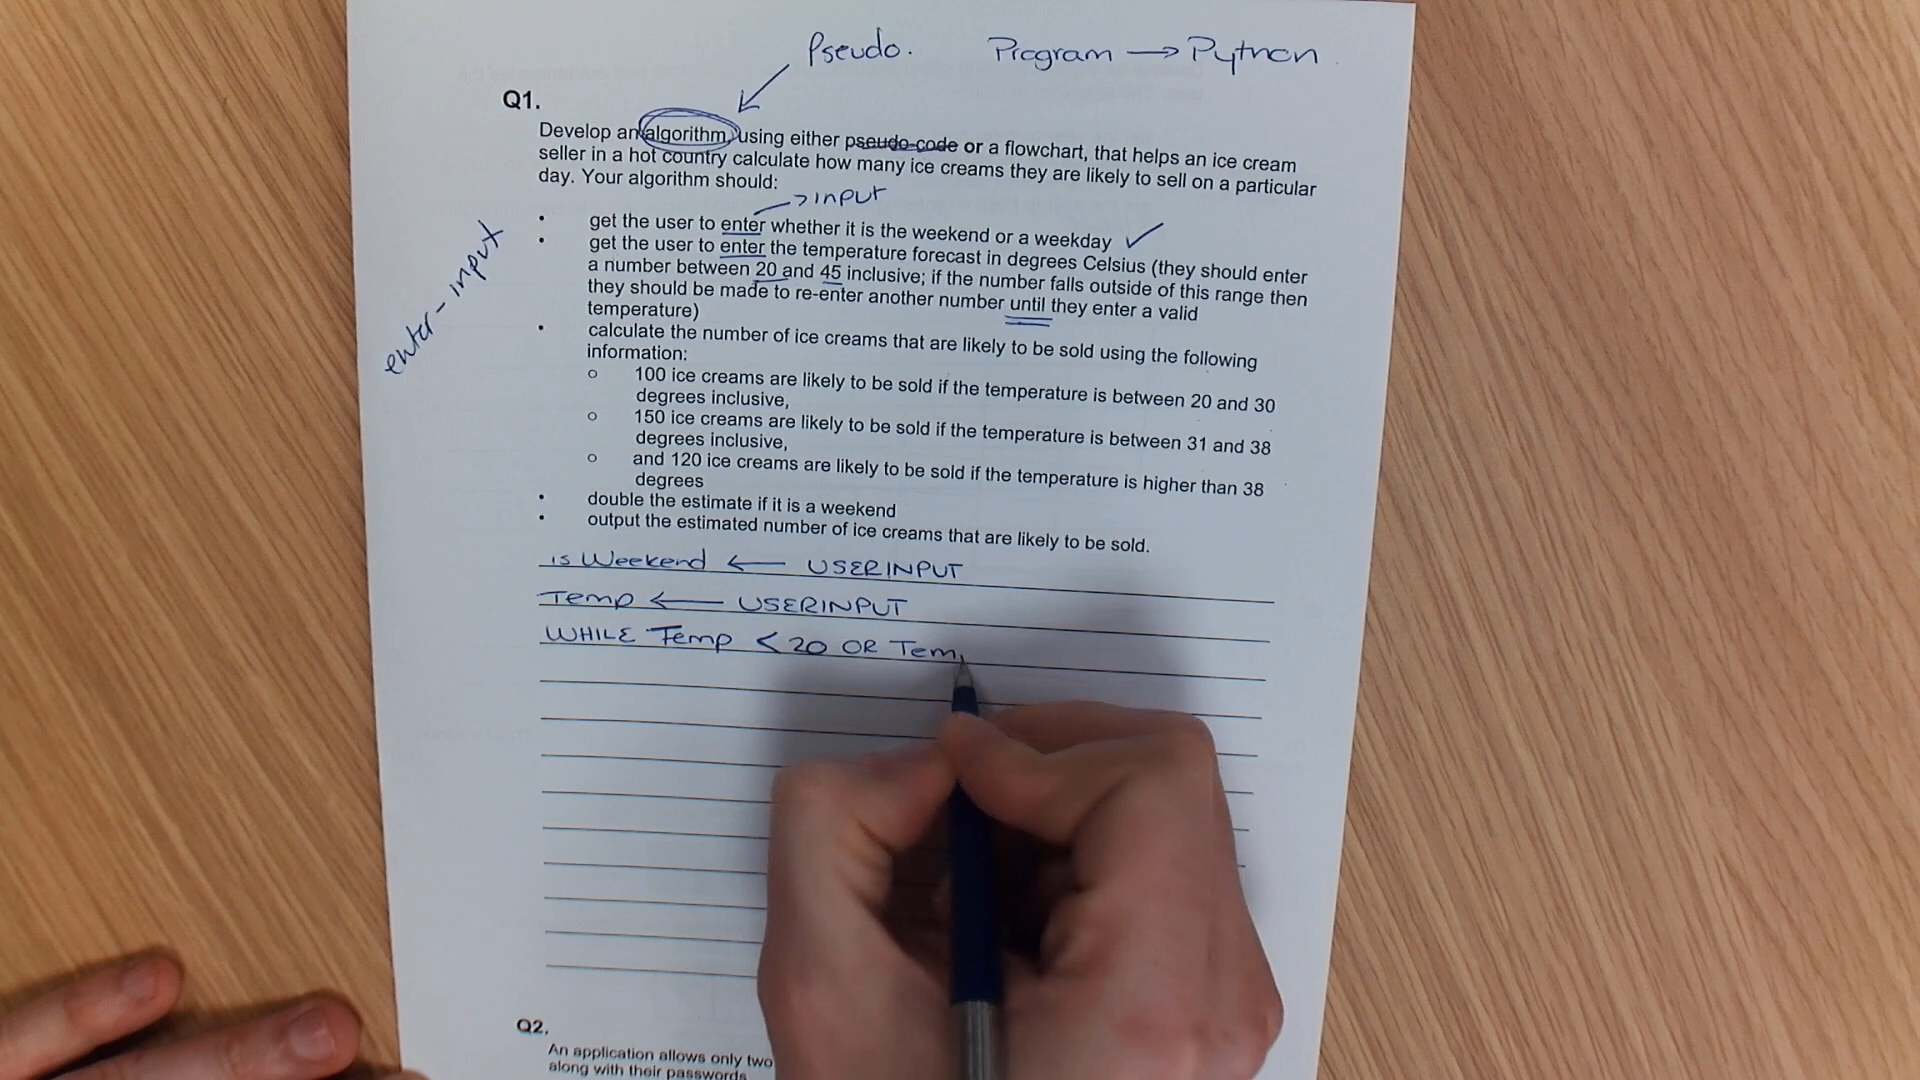 Pseudo. Program → Python
Q1.
Develop an algorithm, using either pseudo-code or a flowchart, that helps an ice cream
seller in a hot country calculate how many ice creams they are likely to sell on a particular
day. Your algorithm should:
→ input
• get the user to enter whether it is the weekend or a weekday ✓
• get the user to enter the temperature forecast in degrees Celsius (they should enter
a number between 20 and 45 inclusive; if the number falls outside of this range then
they should be made to re-enter another number until they enter a valid
temperature)
enter - input
• calculate the number of ice creams that are likely to be sold using the following
information:
o 100 ice creams are likely to be sold if the temperature is between 20 and 30
degrees inclusive,
o 150 ice creams are likely to be sold if the temperature is between 31 and 38
degrees inclusive,
o and 120 ice creams are likely to be sold if the temperature is higher than 38
degrees
• double the estimate if it is a weekend
• output the estimated number of ice creams that are likely to be sold.
is Weekend ← USERINPUT
Temp ← USERINPUT
WHILE Temp < 20 OR Tem
Q2.
An application allows only two
along with their passwords